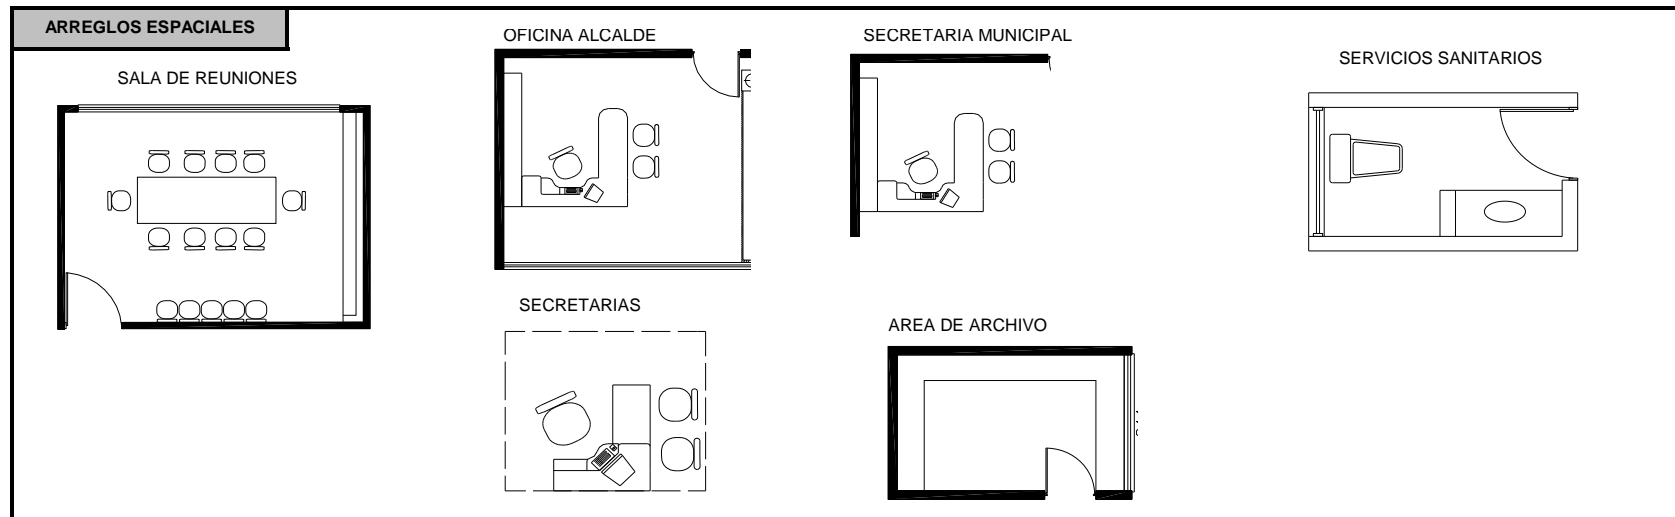 ARREGLOS ESPACIALES
SALA DE REUNIONES
OFICINA ALCALDE
SECRETARIA MUNICIPAL
SERVICIOS SANITARIOS
SECRETARIAS
AREA DE ARCHIVO